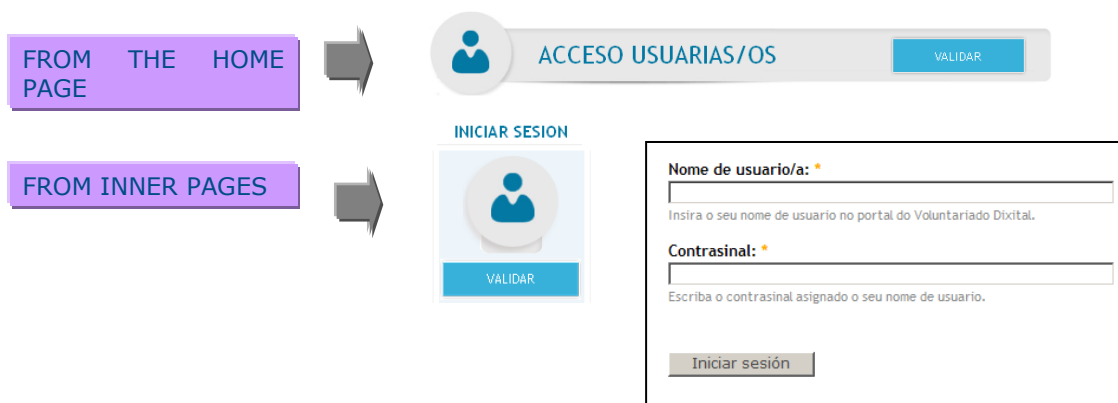 FROM THE HOME
PAGE
ACCESO USUARIAS/OS
VALIDAR
FROM INNER PAGES
INICIAR SESION
VALIDAR
Nome de usuario/a: *
Insira o seu nome de usuario no portal do Voluntariado Dixital.
Contrasinal: *
Escriba o contrasinal asignado o seu nome de usuario.
Iniciar sesión